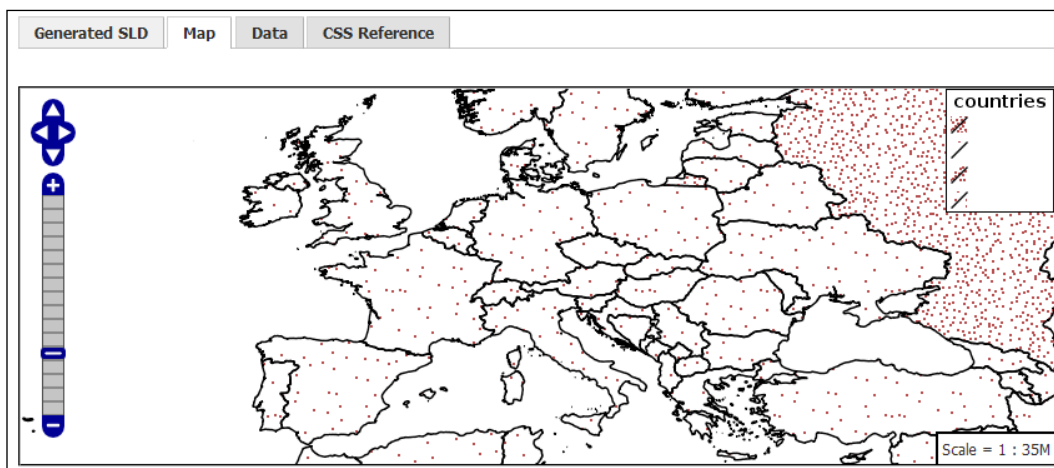 Generated SLD Map Data CSS Reference
countries
Scale = 1 : 35M